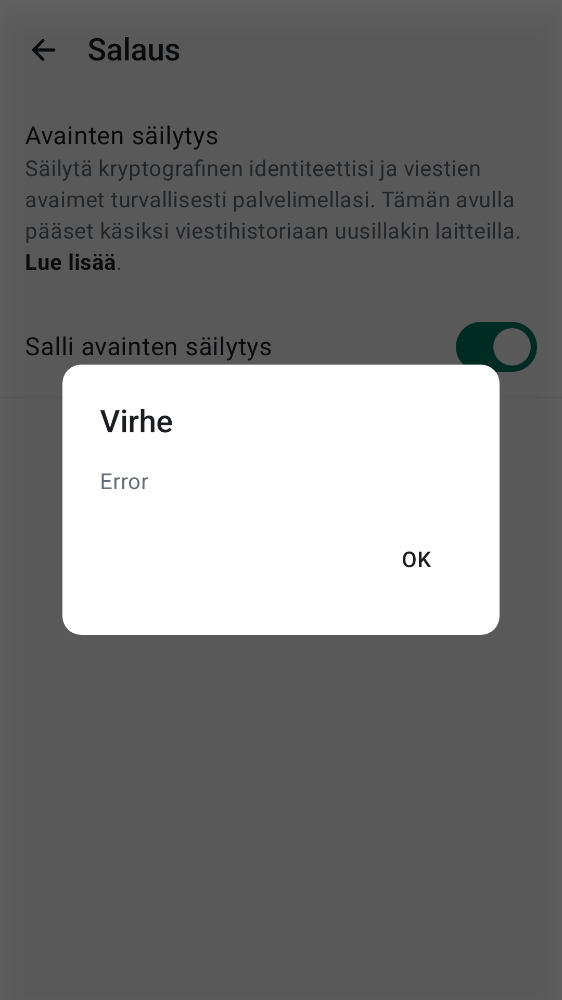 Salaus
Avainten säilytys
Säilytä kryptografinen identiteettisi ja viestien
avaimet turvallisesti palvelimellasi. Tämän avulla
pääset käsiksi viestihistoriaan uusillakin laitteilla.
Lue lisää.
Salli avainten säilytys
Virhe
Error
OK